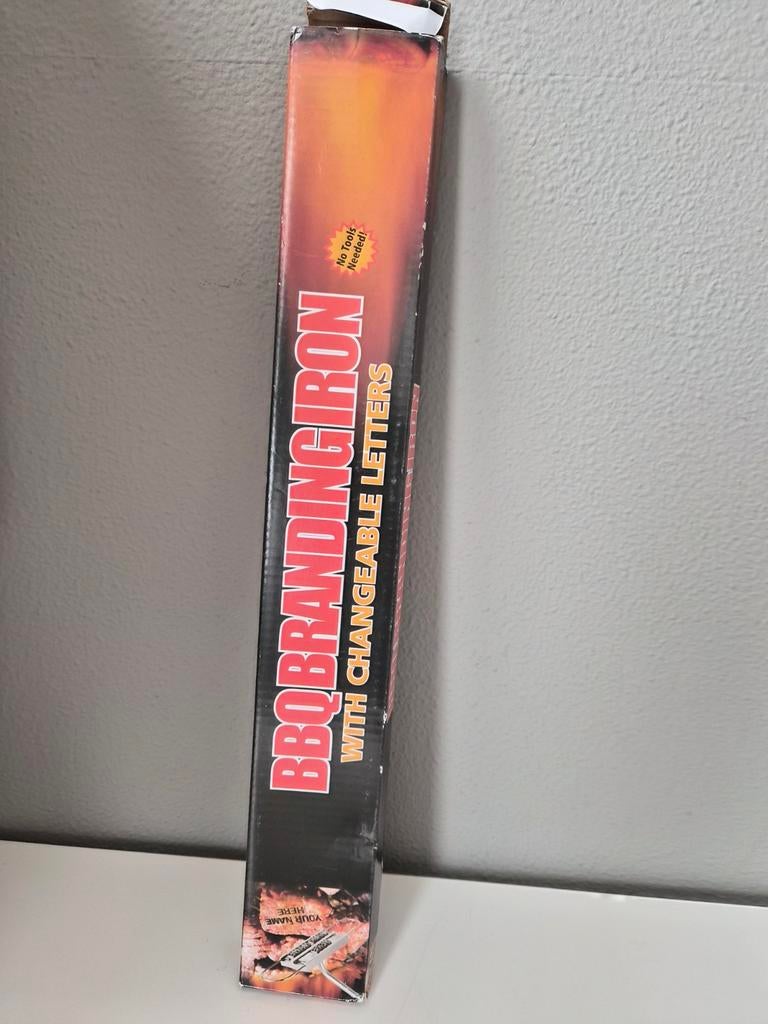 No Tools
Needed!
BBQ BRANDING IRON
WITH CHANGEABLE LETTERS
YOUR NAME
HERE